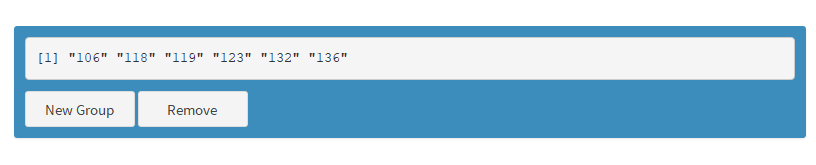 [1] "106" "118" "119" "123" "132" "136"
New Group Remove